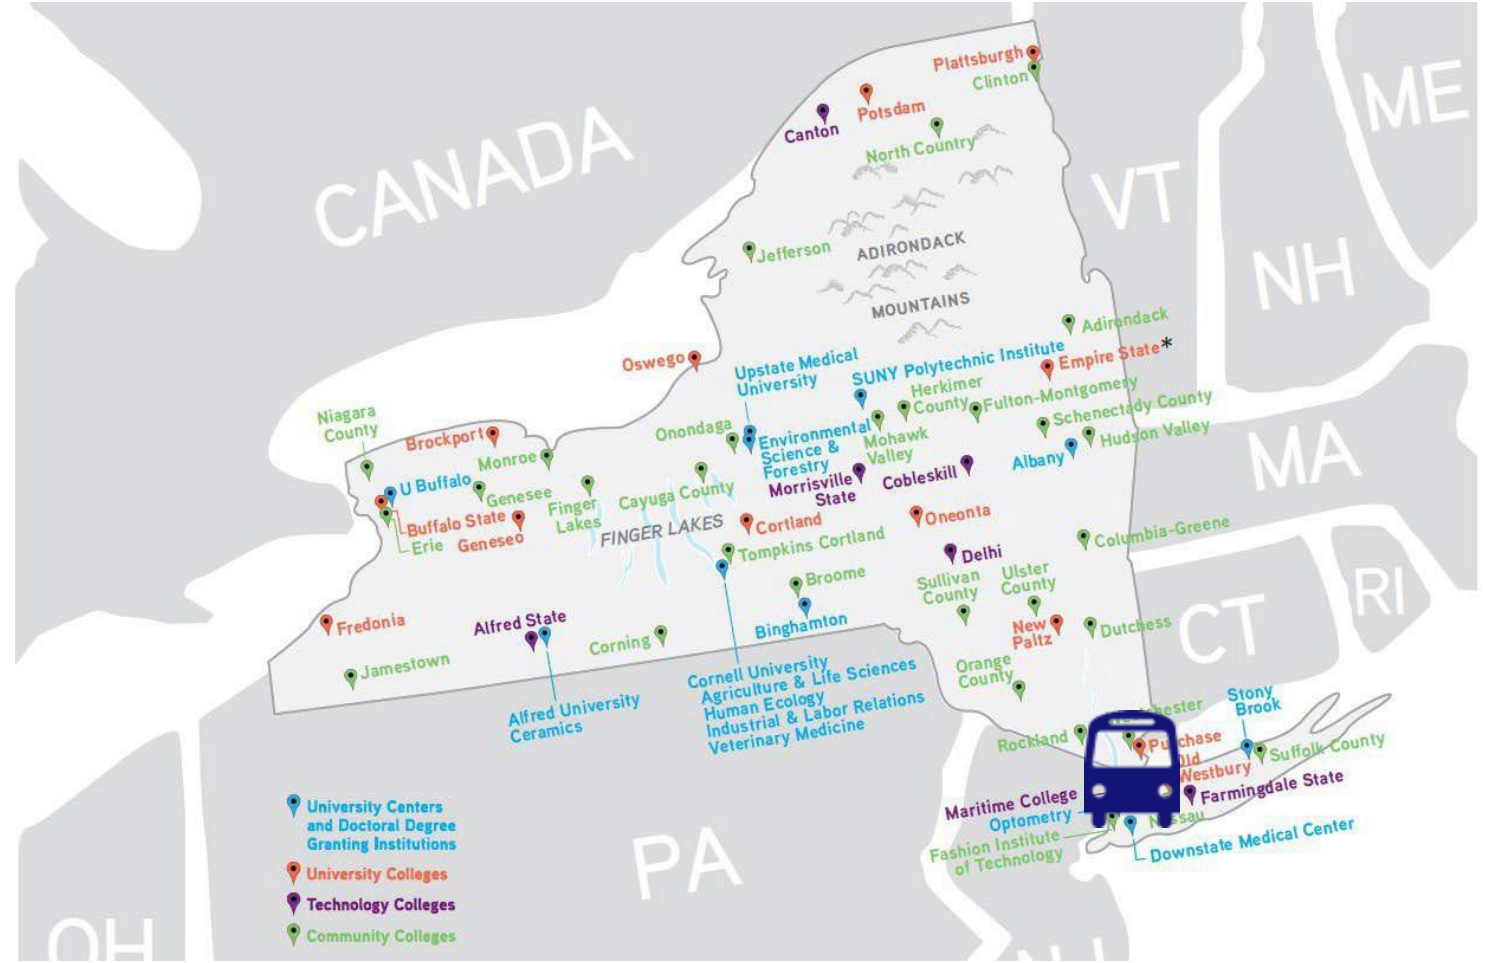 CANADA
Plattsburgh
Clinton
Potsdam
Canton
North Country
ME
VT
NH
ADIRONDACK
MOUNTAINS
Jefferson
Adirondack
Oswego
Upstate Medical
University
SUNY Polytechnic Institute
Empire State*
Herkimer
County
Fulton-Montgomery
Schenectady County
Hudson Valley
Albany
Niagara
County
Brockport
Monroe
Onondaga
Environmental
Science &
Forestry
Mohawk
Valley
Morrisville
State
Cobleskill
MA
U Buffalo
Genesee
Finger
Lakes
Cayuga County
Buffalo State
Erie
Geneseo
FINGER LAKES
Cortland
Oneonta
Tompkins Cortland
Delhi
Columbia-Greene
Broome
Sullivan
County
Ulster
County
CT
RI
Fredonia
Alfred State
Corning
Binghamton
New
Paltz
Dutchess
Jamestown
Orange
County
Alfred University
Ceramics
Cornell University
Agriculture & Life Sciences
Human Ecology
Industrial & Labor Relations
Veterinary Medicine
Stony
Brook
Rockland
Suffolk County
Westbury
Farmingdale State
Maritime College
Optometry
Fashion Institute
of Technology
Downstate Medical Center
University Centers
and Doctoral Degree
Granting Institutions
University Colleges
Technology Colleges
Community Colleges
PA
OH